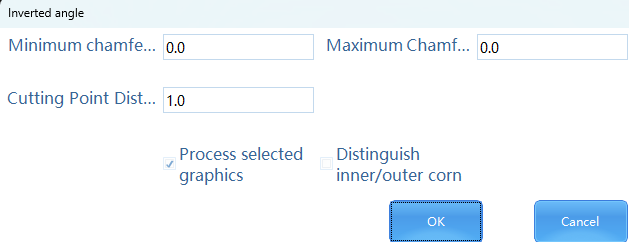 Inverted angle
Minimum chamfe... 0.0 Maximum Chamf... 0.0
Cutting Point Dist... 1.0
Process selected Distinguish
graphics inner/outer corn
OK Cancel